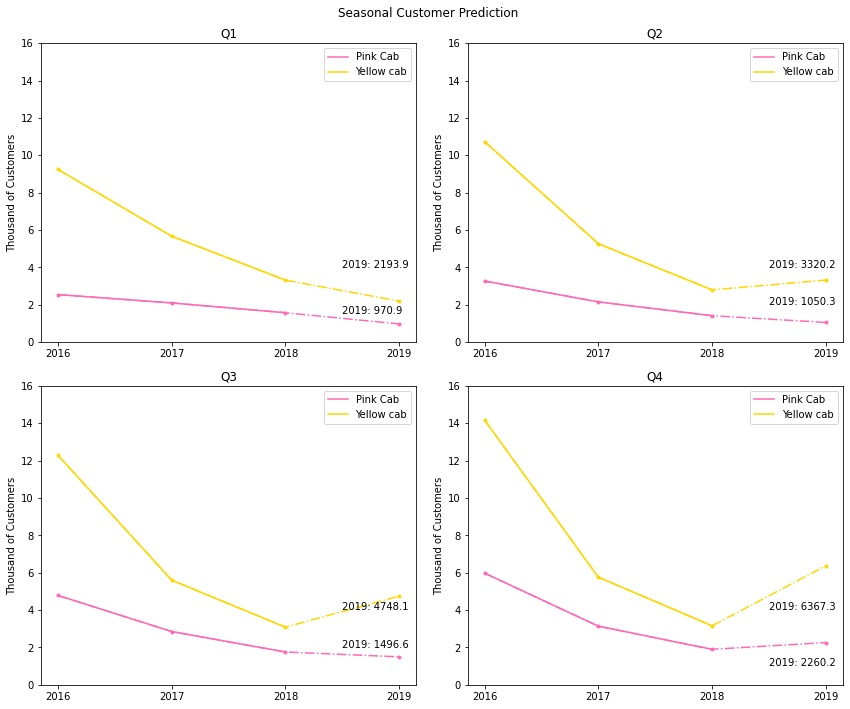 Seasonal Customer Prediction
Q1
Thousand of Customers
16
14
12
10
8
6
4
2
0
Pink Cab
Yellow cab
2019: 2193.9
2019: 970.9
2016 2017 2018 2019
Q2
Thousand of Customers
16
14
12
10
8
6
4
2
0
Pink Cab
Yellow cab
2019: 3320.2
2019: 1050.3
2016 2017 2018 2019
Q3
Thousand of Customers
16
14
12
10
8
6
4
2
0
Pink Cab
Yellow cab
2019: 4748.1
2019: 1496.6
2016 2017 2018 2019
Q4
Thousand of Customers
16
14
12
10
8
6
4
2
0
Pink Cab
Yellow cab
2019: 6367.3
2019: 2260.2
2016 2017 2018 2019